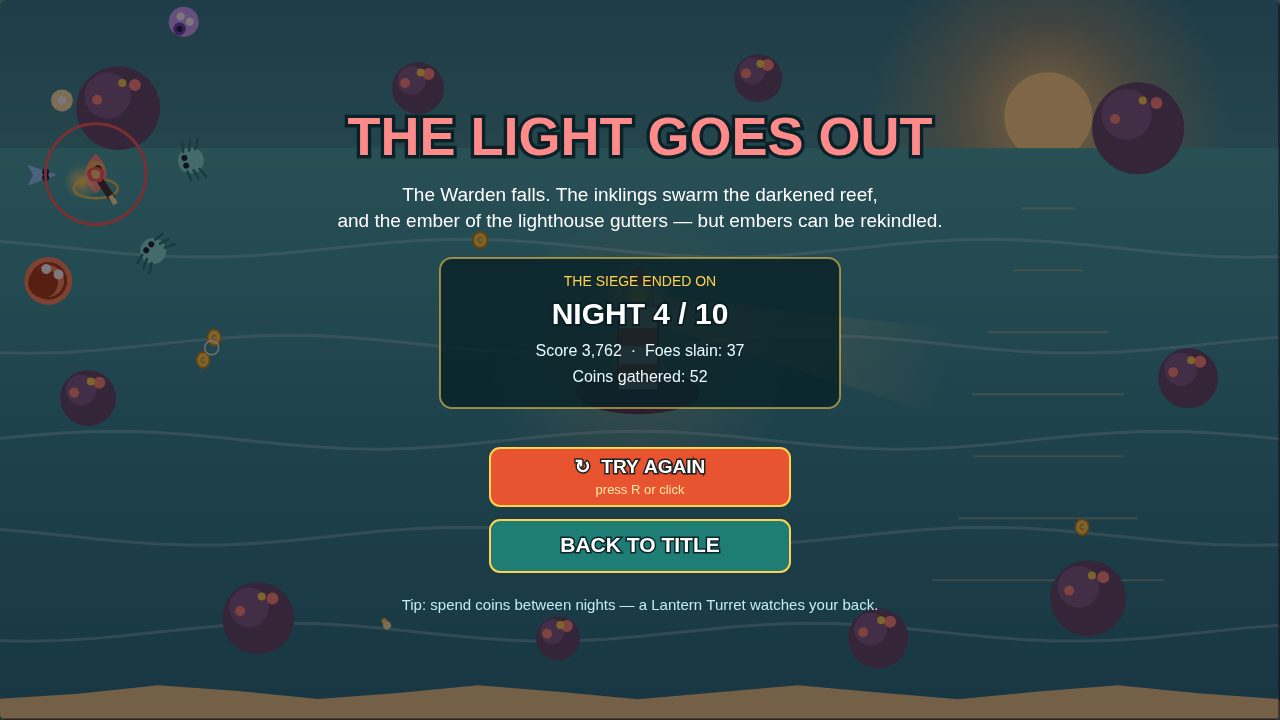 THE LIGHT GOES OUT
The Warden falls. The inklings swarm the darkened reef,
and the ember of the lighthouse gutters — but embers can be rekindled.
THE SIEGE ENDED ON
NIGHT 4 / 10
Score 3,762 · Foes slain: 37
Coins gathered: 52
↻ TRY AGAIN
press R or click
BACK TO TITLE
Tip: spend coins between nights — a Lantern Turret watches your back.